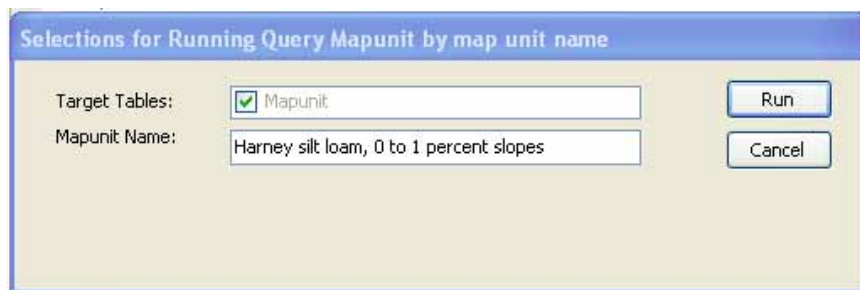 Selections for Running Query Mapunit by map unit name
Target Tables: Mapunit Run
Mapunit Name: Harney silt loam, 0 to 1 percent slopes Cancel